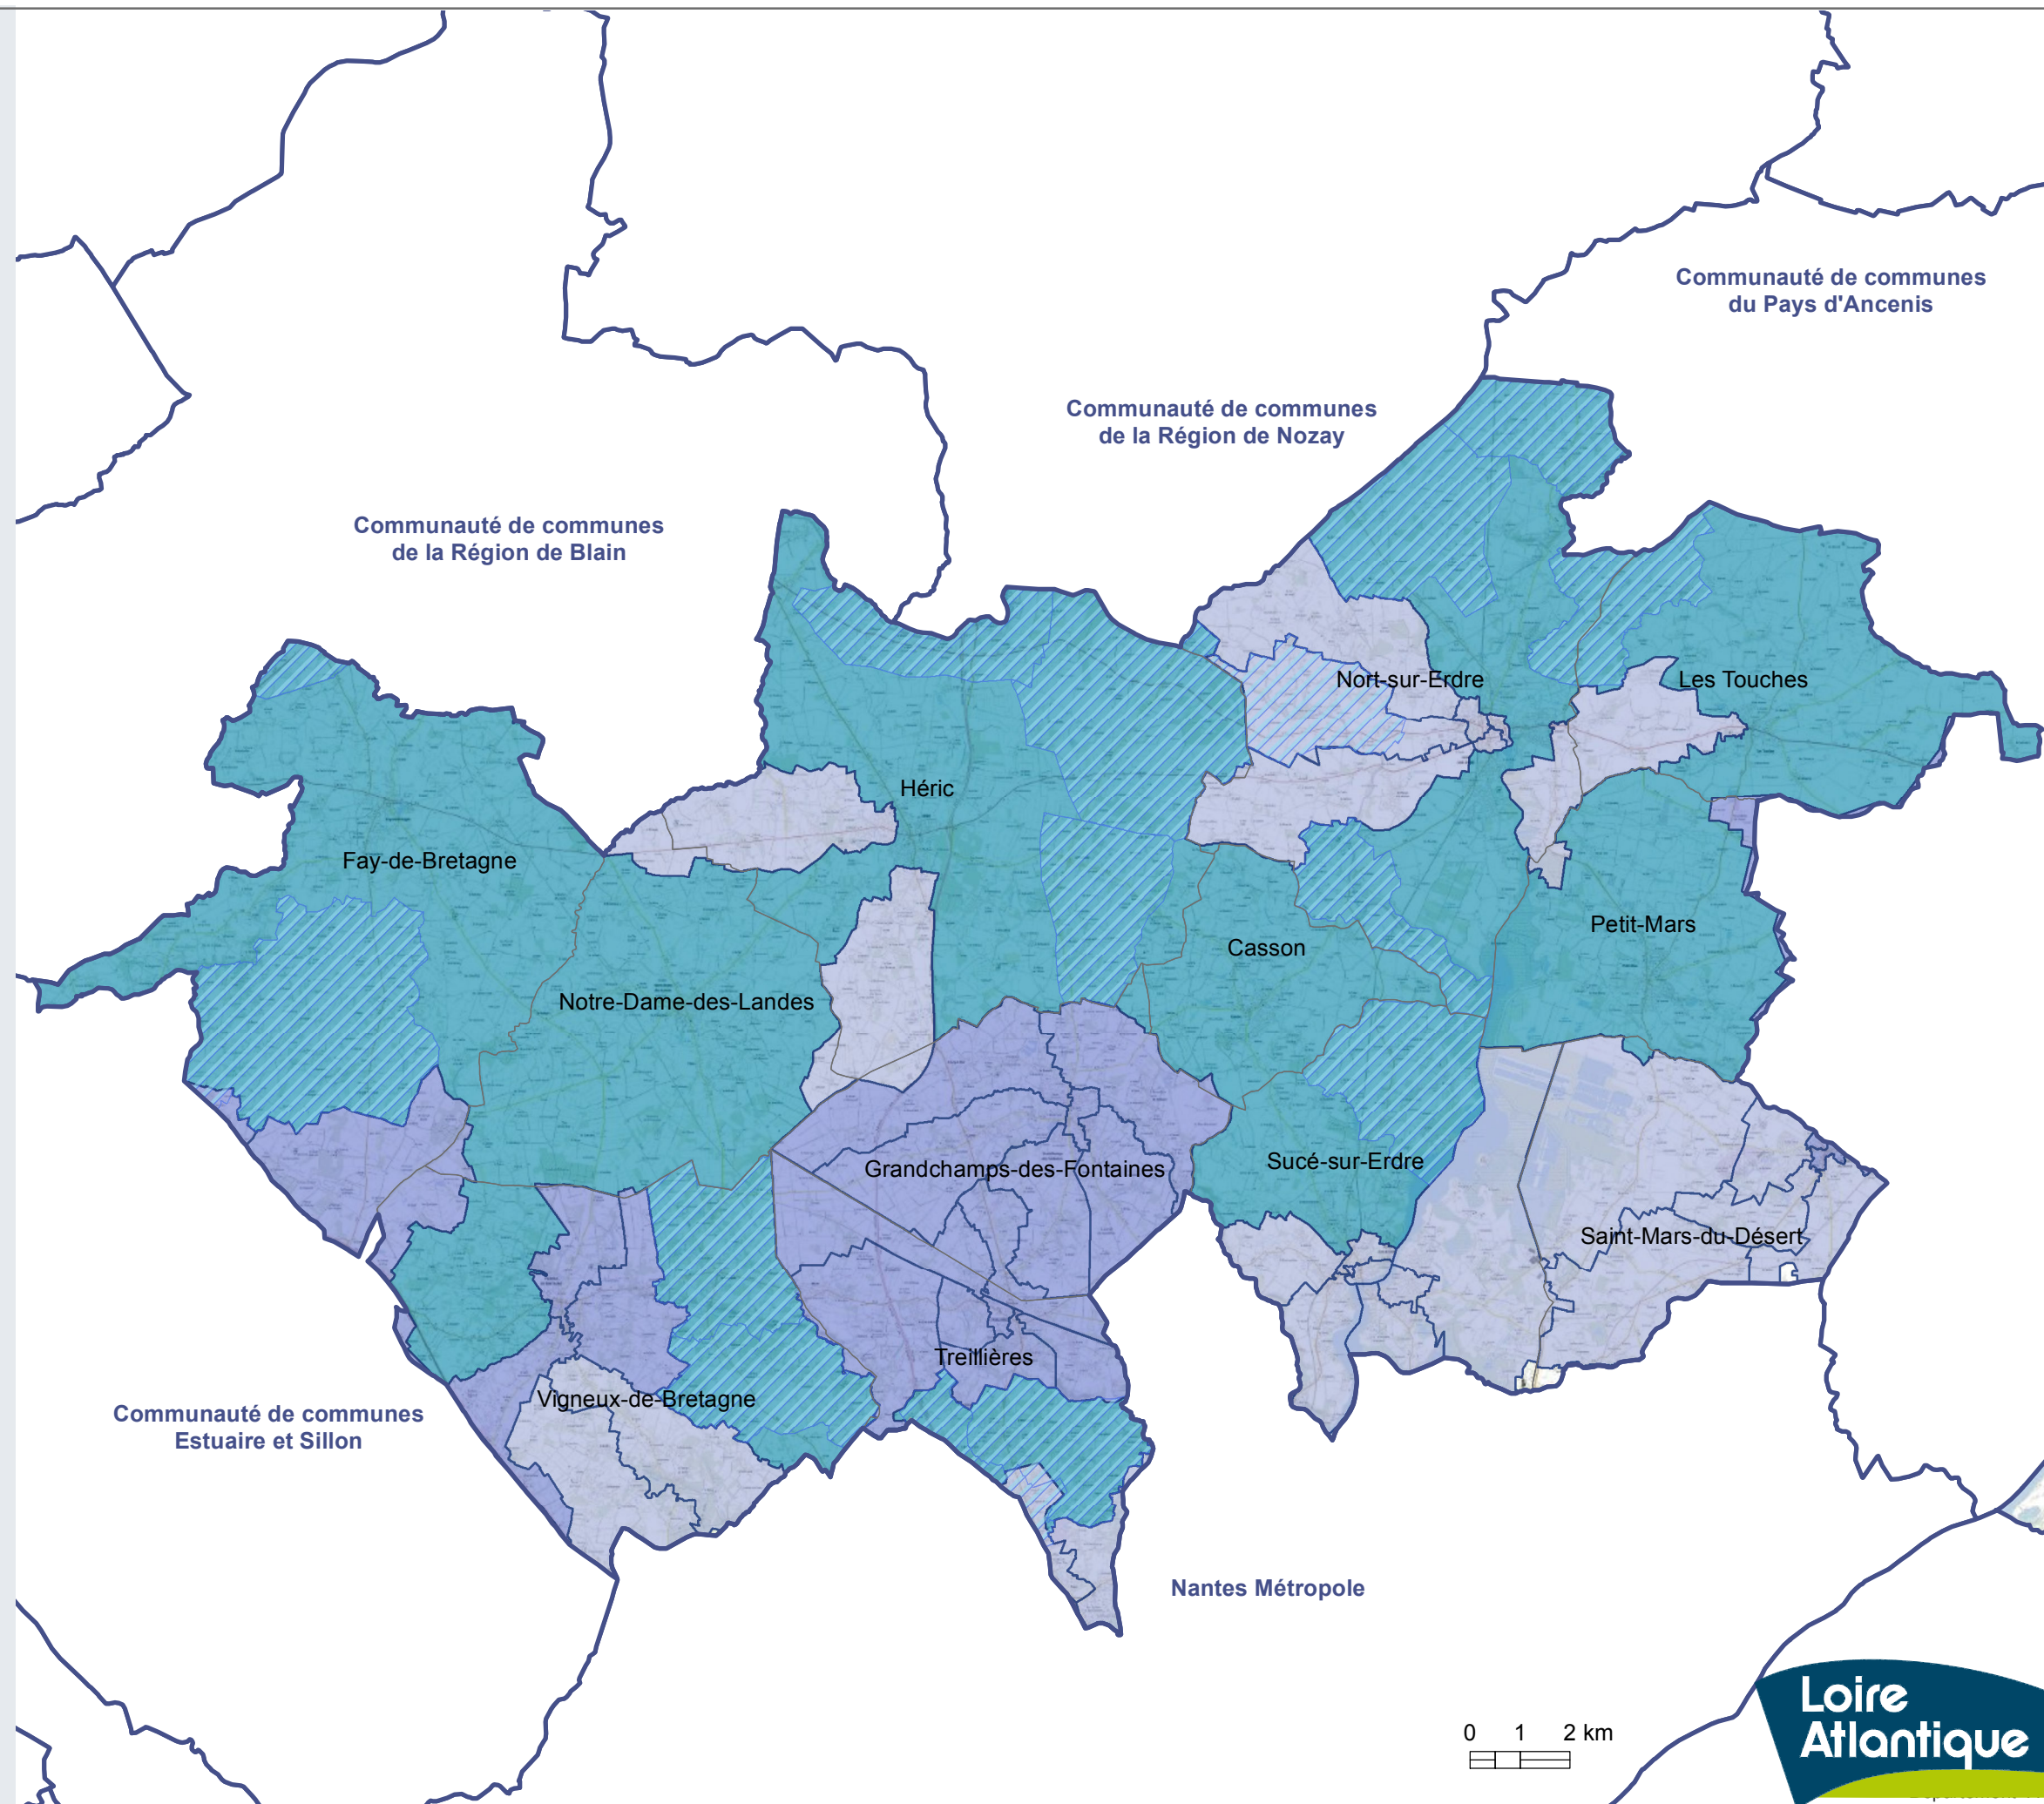 Communauté de communes
du Pays d'Ancenis
Communauté de communes
de la Région de Nozay
Communauté de communes
de la Région de Blain
Nort-sur-Erdre
Les Touches
Héric
Fay-de-Bretagne
Petit-Mars
Casson
Notre-Dame-des-Landes
Grandchamps-des-Fontaines
Sucé-sur-Erdre
Saint-Mars-du-Désert
Treillières
Vigneux-de-Bretagne
Communauté de communes
Estuaire et Sillon
Nantes Métropole
0 1 2 km
Loire
Atlantique